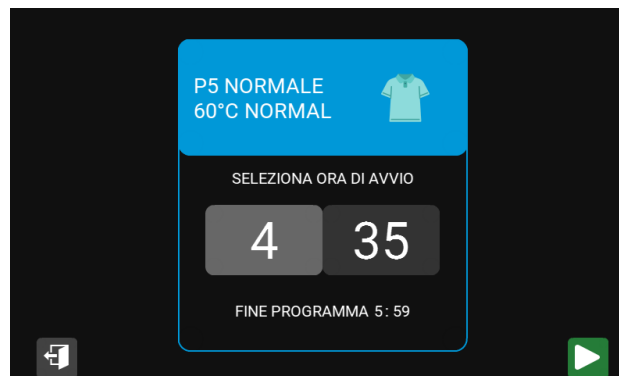 P5 NORMALE
60°C NORMAL
SELEZIONA ORA DI AVVIO
4 35
FINE PROGRAMMA 5:59